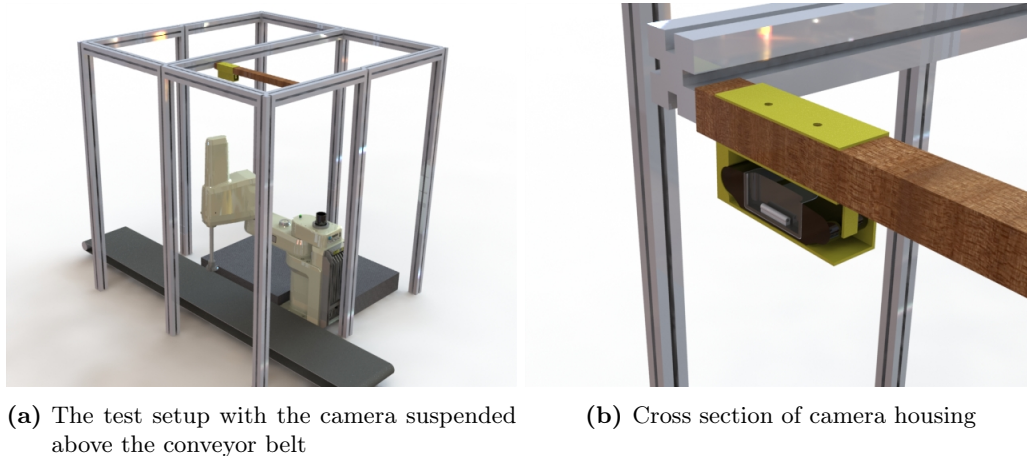 (a) The test setup with the camera suspended
above the conveyor belt
(b) Cross section of camera housing